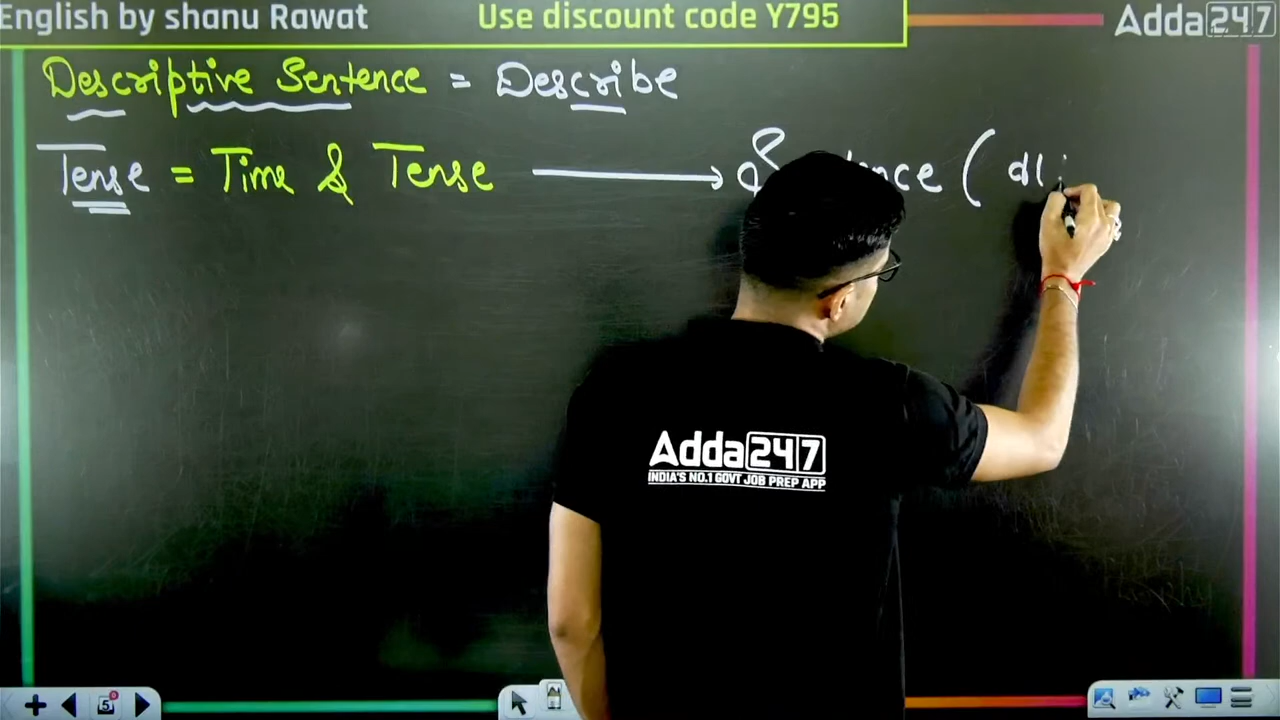 English by shanu Rawat
Use discount code Y795
Adda247
Descriptive Sentence = Describe
Tense = Time & Tense → (
Adda247
INDIA'S NO.1 GOVT JOB PREP APP
5